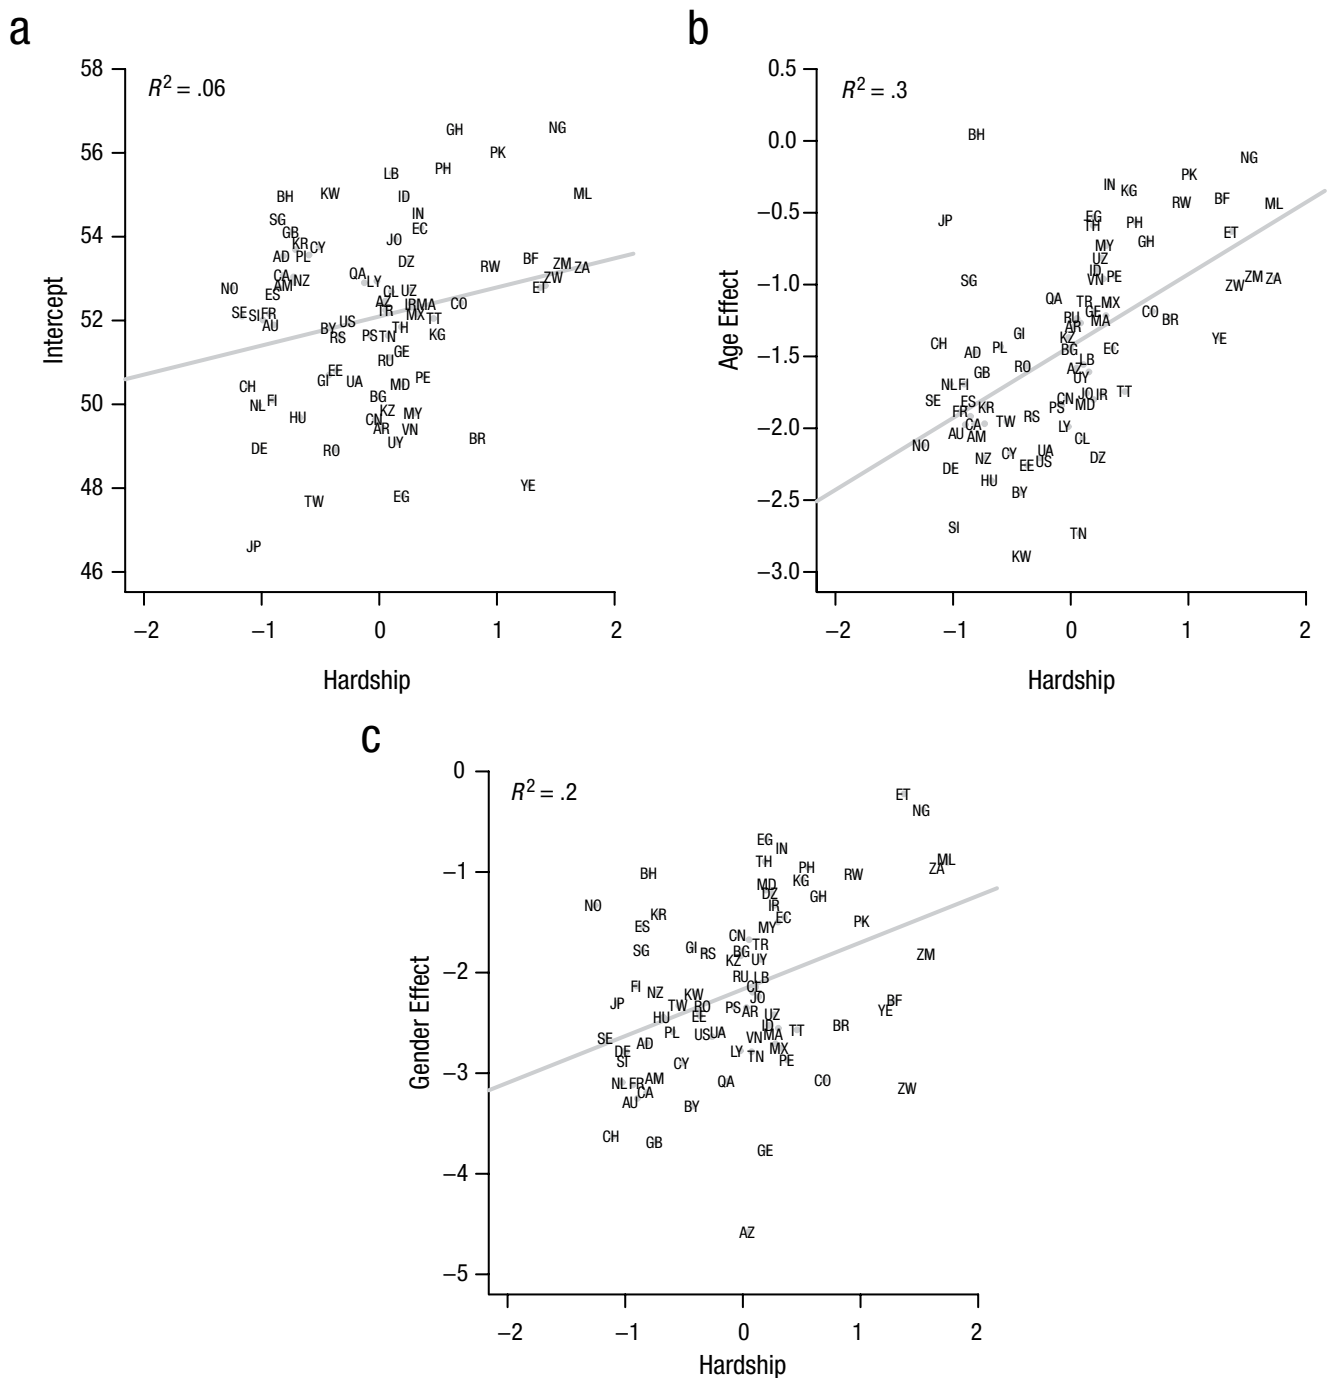 a
58
56
54
52
50
48
46
Intercept
R² = .06
GH NG
PK
PH
LB
BH KW ID ML
SG IN
GB EC
KR CY JO
AD PL DZ BF
RW ZM ZA
CA QA ZW
NO AM NZ LY ET
ES CL UZ
AZ IR MA CO
SE SI FR TR MX TT
AU BY US TH
RS PS TN KG
GE
RU
EE
GI UA MD PE
CH
NL FI BG
HU KZ MY
CN
AR VN
DE RO UY BR
YE
TW EG
JP
−2 −1 0 1 2
Hardship
b
0.5
0.0
−0.5
−1.0
−1.5
−2.0
−2.5
−3.0
Age Effect
R² = .3
BH
NG
PK
IN KG
RW BF ML
JP EG
TH PH ET
MY GH
UZ
ID
SG VN PE ZM ZA
ZW
QA TR MX
GE CO
RU MA BR
AR
GI KZ YE
CH PL BG EC
AD LB
RO AZ
GB UY
NL FI
JO IR TT
SE ES CN
KR PS MD
FR RS
CA TW LY
AU AM CL
NO UA
CY
NZ US DZ
DE EE
HU
BY
SI TN
KW
−2 −1 0 1 2
Hardship
c
0
−1
−2
−3
−4
−5
Gender Effect
R² = .2
ET
NG
EG
IN
TH ML
PH ZA
BH RW
MD KG
DZ GH
NO IR
KR EC
ES MY PK
CN
GI TR
SG RS BG ZM
KZ UY
RU LB
FI CL
NZ KW JO
JP TW RO PS BF
AR YE
HU EE UZ
ID BR
PL US UA MA TT
SE AD VN
DE LY MX
SI CY TN PE
AM
NL FR QA CO
CA ZW
AU BY
CH GB
GE
AZ
−2 −1 0 1 2
Hardship